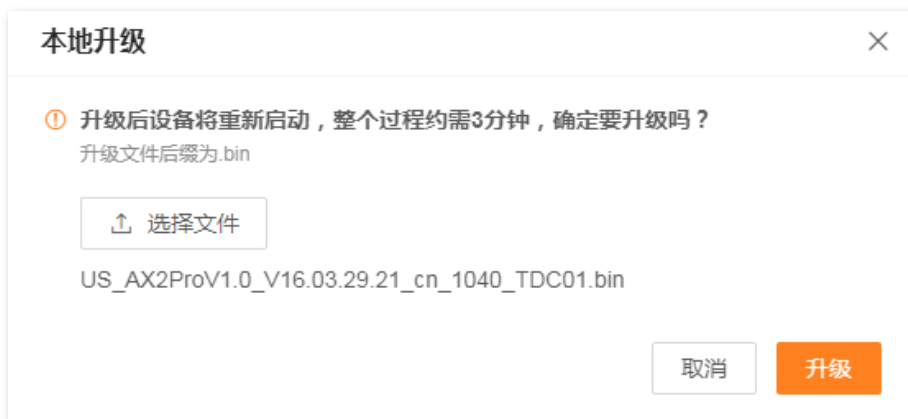 本地升级
升级后设备将重新启动，整个过程约需3分钟，确定要升级吗？
升级文件后缀为.bin
选择文件
US_AX2ProV1.0_V16.03.29.21_cn_1040_TDC01.bin
取消
升级